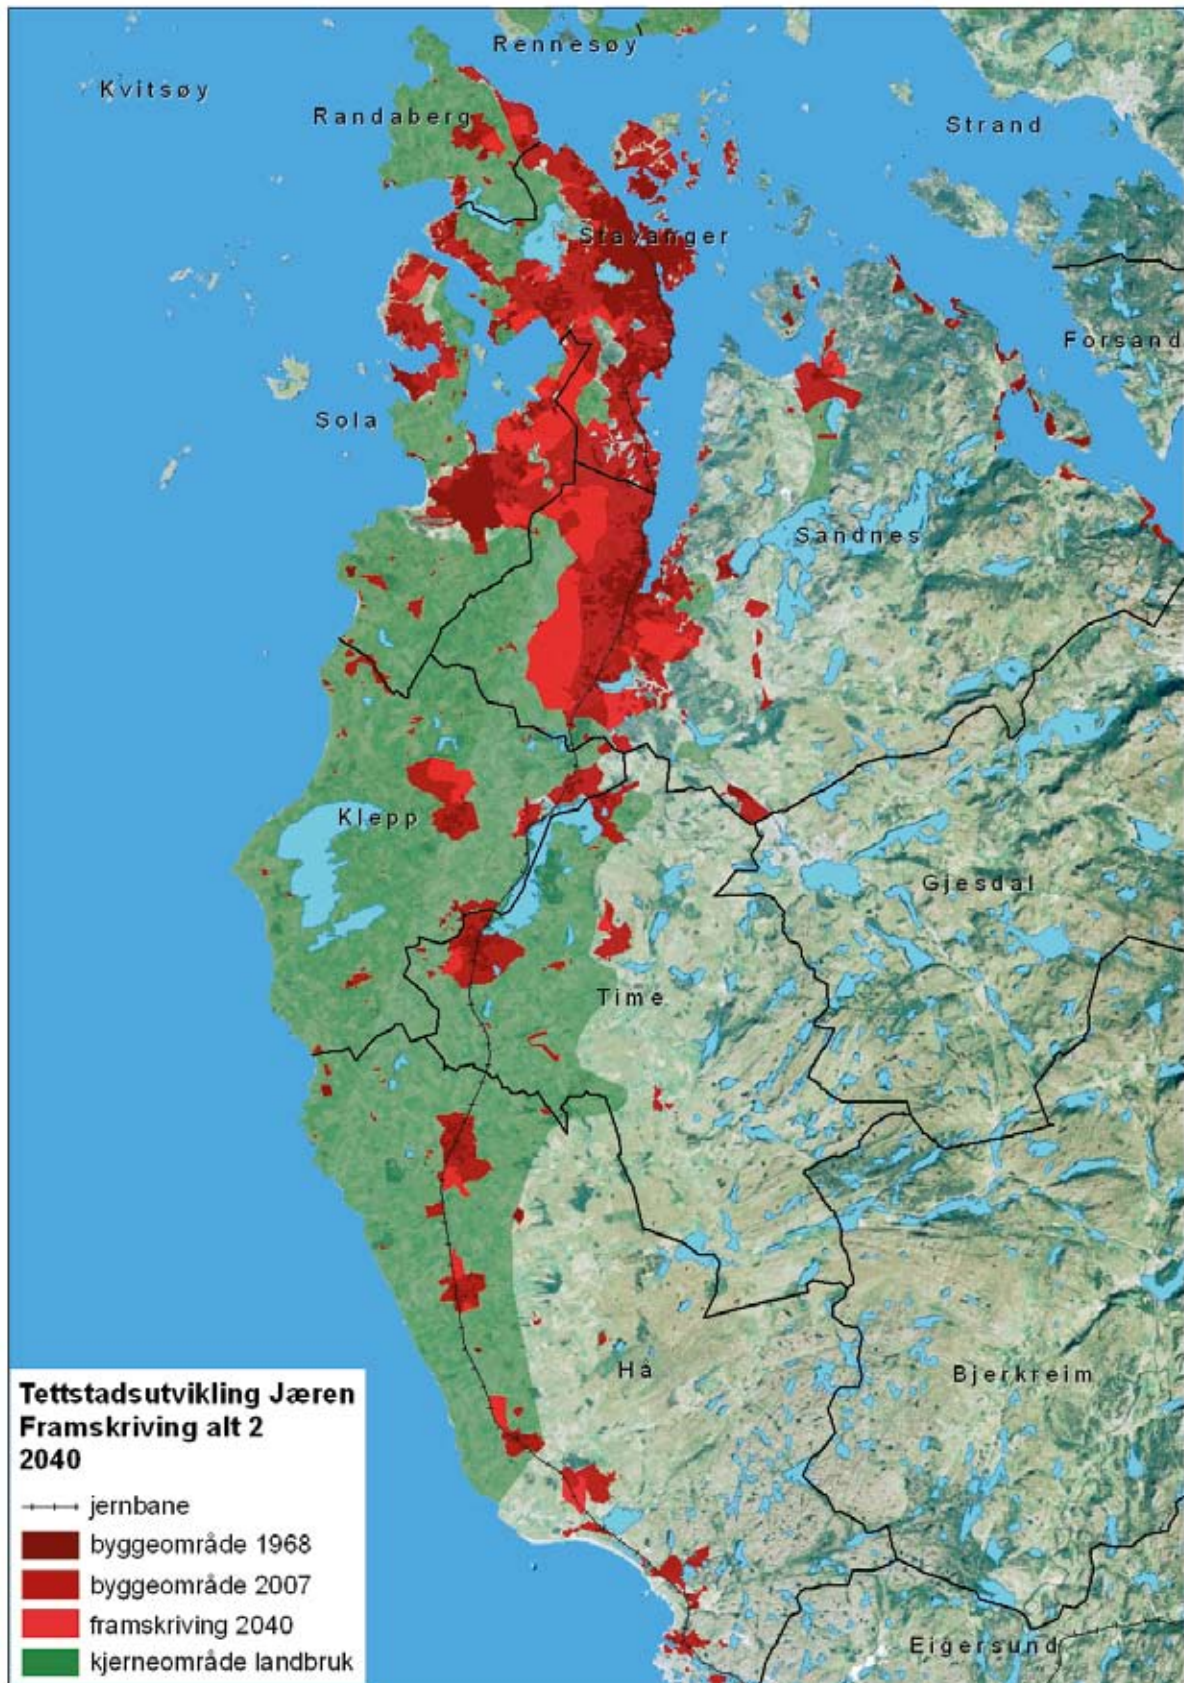 Rennesøy
Kvitsøy
Randaberg
Strand
Stavanger
Forsand
Sola
Sandnes
Klepp
Gjesdal
Time
Hå
Bjerkreim
Eigersund
Tettstadsutvikling Jæren
Framskriving alt 2
2040
jernbane
byggeområde 1968
byggeområde 2007
framskriving 2040
kjerneområde landbruk